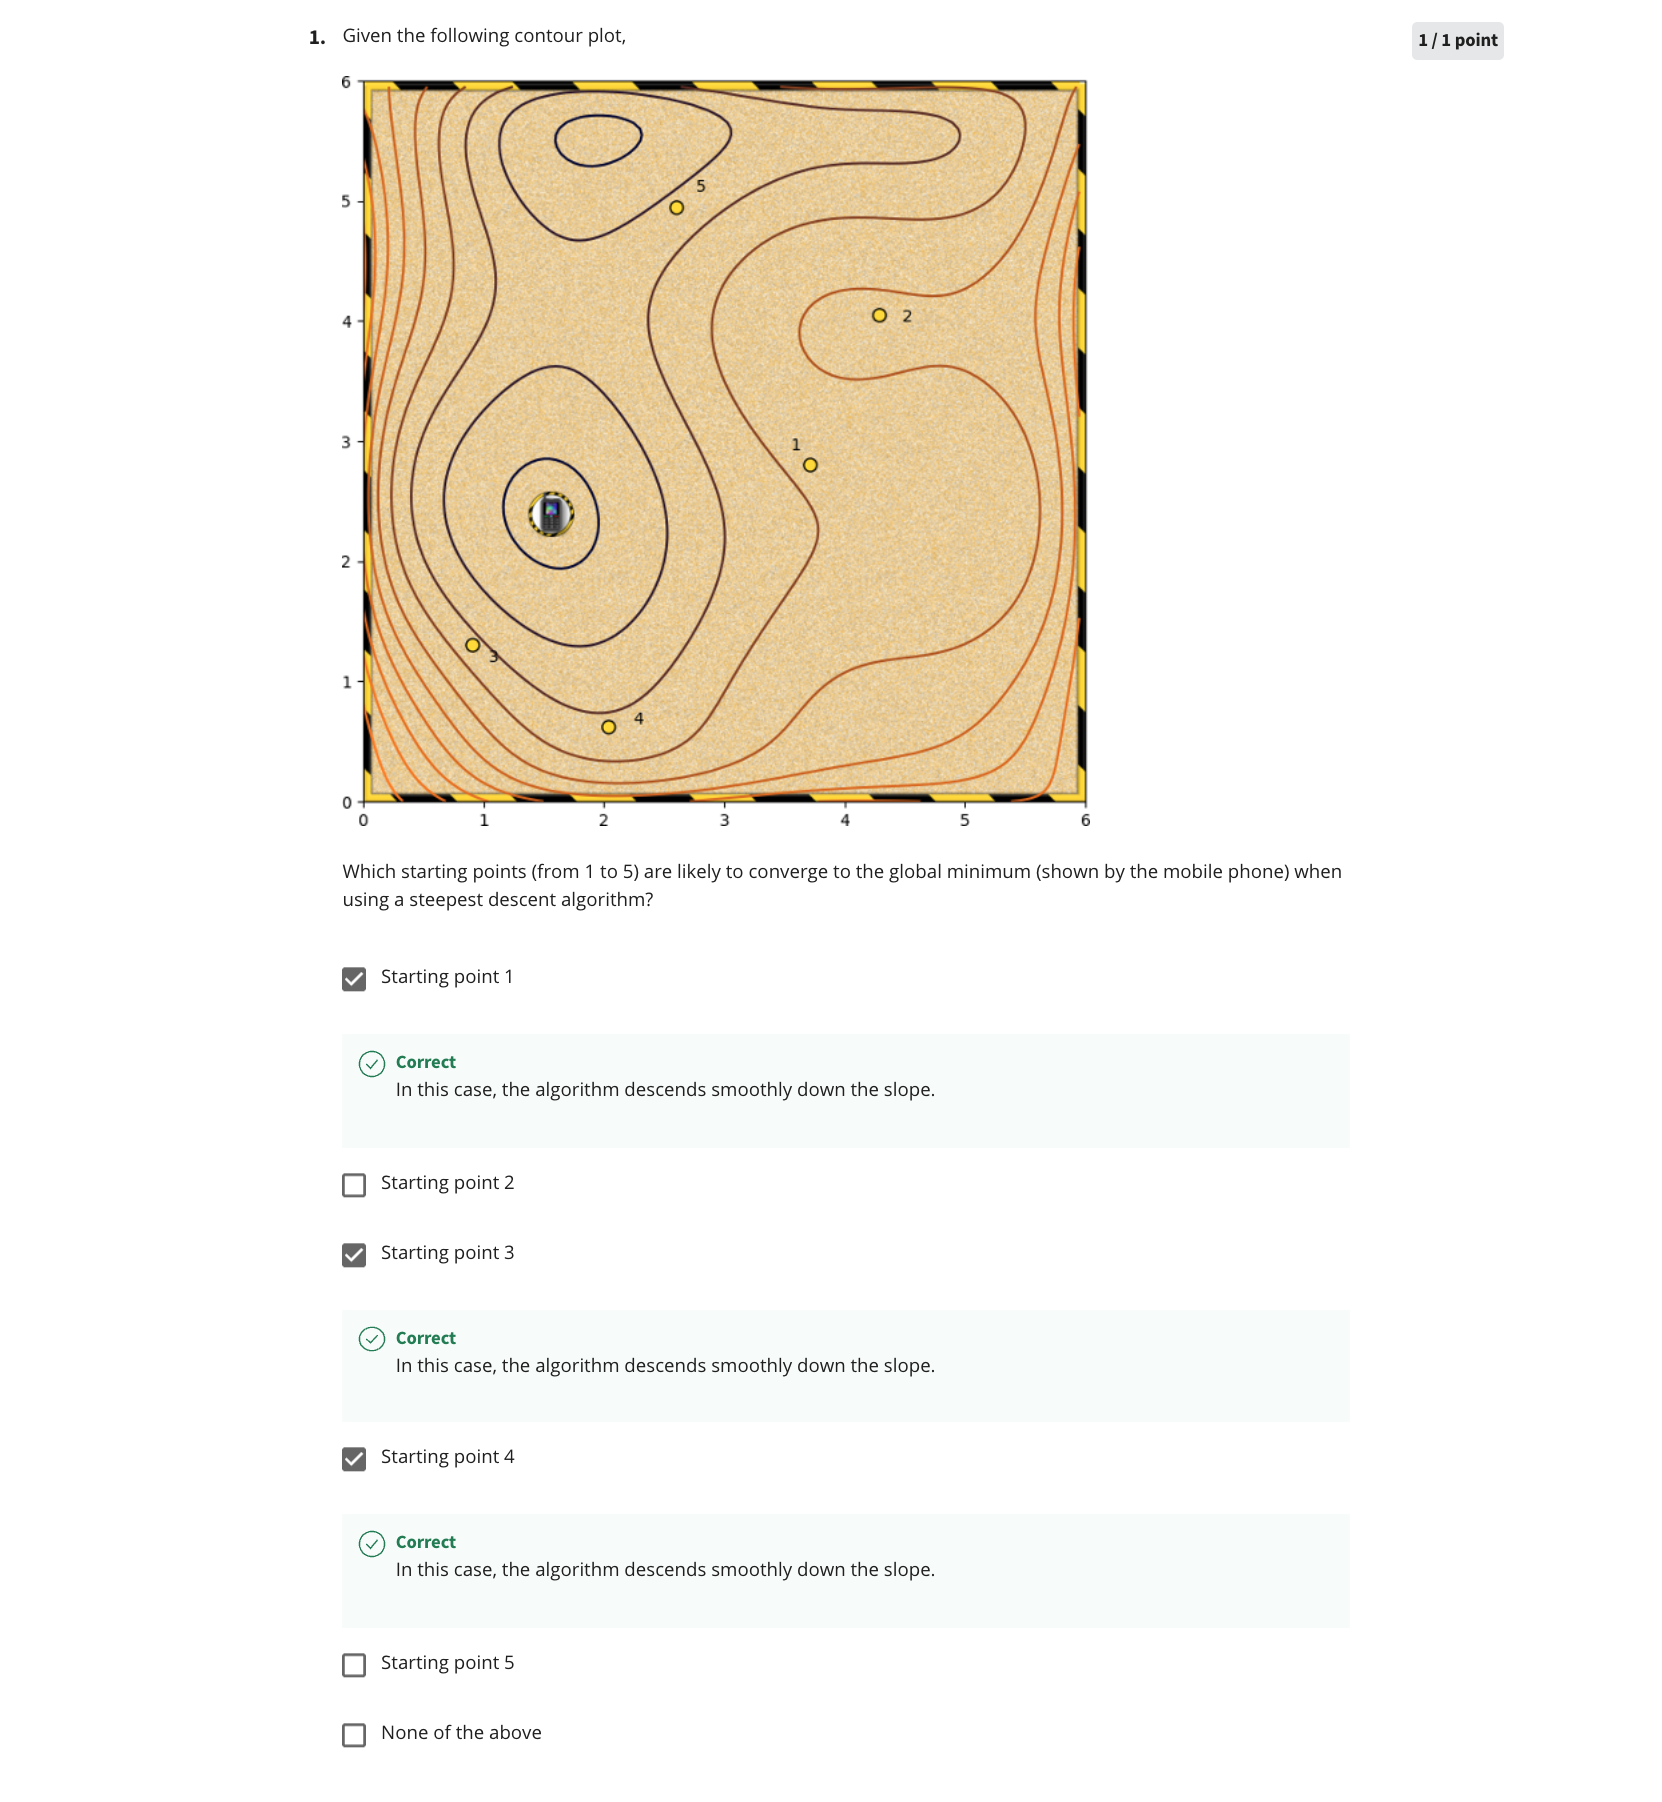 1. Given the following contour plot,
1 / 1 point
6
5
5
4
2
3
1
2
3
1
4
0
0 1 2 3 4 5 6
Which starting points (from 1 to 5) are likely to converge to the global minimum (shown by the mobile phone) when
using a steepest descent algorithm?
Starting point 1
Correct
In this case, the algorithm descends smoothly down the slope.
Starting point 2
Starting point 3
Correct
In this case, the algorithm descends smoothly down the slope.
Starting point 4
Correct
In this case, the algorithm descends smoothly down the slope.
Starting point 5
None of the above